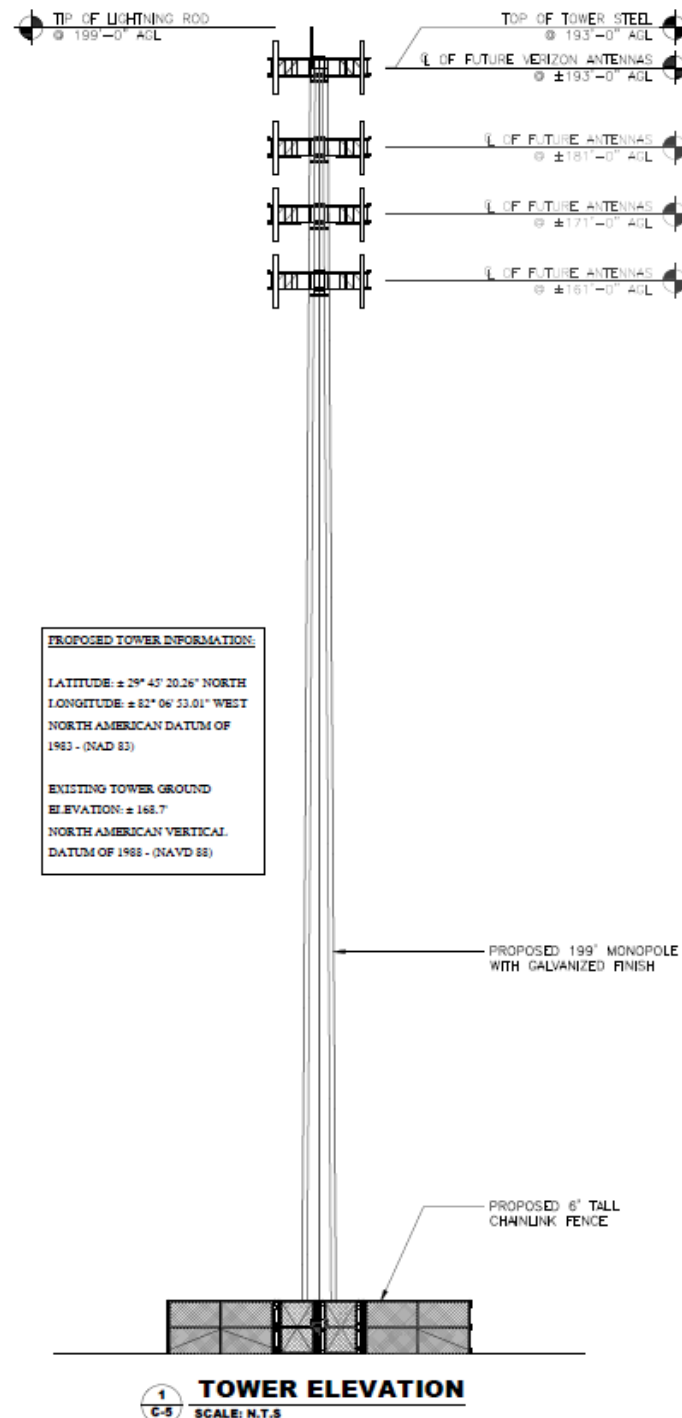 TIP OF LIGHTNING ROD
@ 199'-0" AGL
TOP OF TOWER STEEL
@ 193'-0" AGL
℄ OF FUTURE VERIZON ANTENNAS
@ ±193'-0" AGL
℄ OF FUTURE ANTENNAS
@ ±181'-0" AGL
℄ OF FUTURE ANTENNAS
@ ±171'-0" AGL
℄ OF FUTURE ANTENNAS
@ ±161'-0" AGL
PROPOSED TOWER INFORMATION:
LATITUDE: ± 29° 45' 20.26" NORTH
LONGITUDE: ± 82° 06' 53.01" WEST
NORTH AMERICAN DATUM OF
1983 - (NAD 83)
EXISTING TOWER GROUND
ELEVATION: ± 168.7'
NORTH AMERICAN VERTICAL
DATUM OF 1988 - (NAVD 88)
PROPOSED 199' MONOPOLE
WITH GALVANIZED FINISH
PROPOSED 6' TALL
CHAINLINK FENCE
1
C-5
TOWER ELEVATION
SCALE: N.T.S